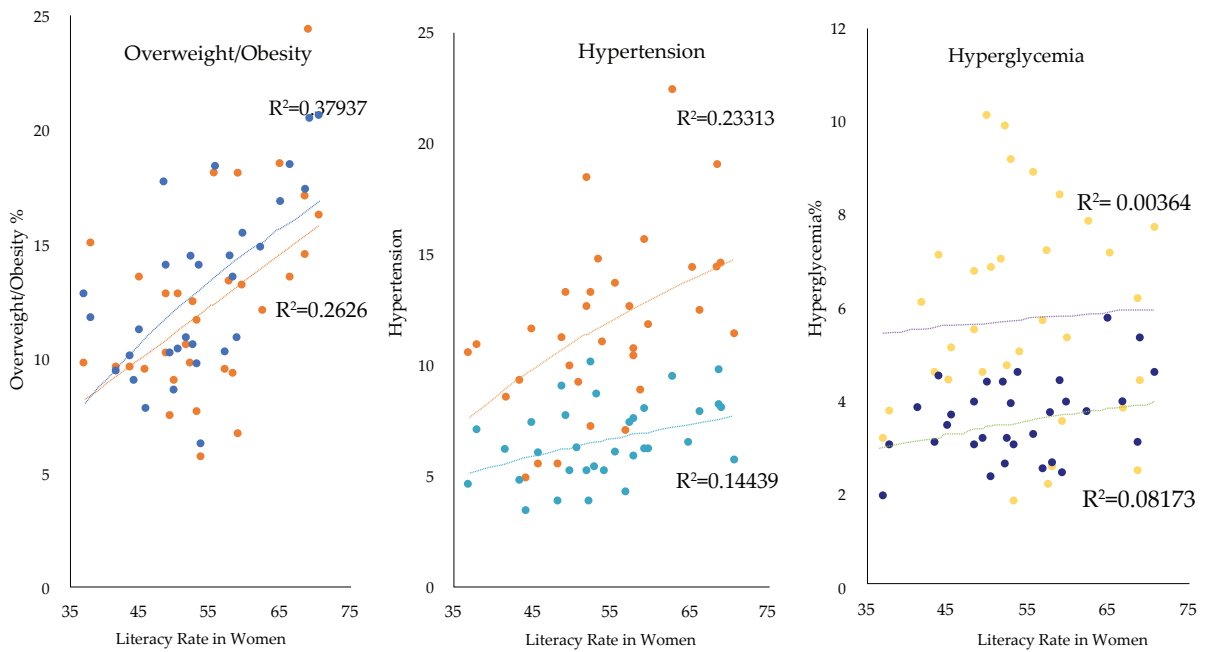 Overweight/Obesity
R²=0.37937
R²=0.2626
Overweight/Obesity %
25
20
15
10
5
0
35
45
55
65
75
Literacy Rate in Women
Hypertension
R²=0.23313
R²=0.14439
Hypertension
25
20
15
10
5
0
35
45
55
65
75
Literacy Rate in Women
Hyperglycemia
R²= 0.00364
R²=0.08173
Hyperglycemia%
12
10
8
6
4
2
0
35
45
55
65
75
Literacy Rate in Women